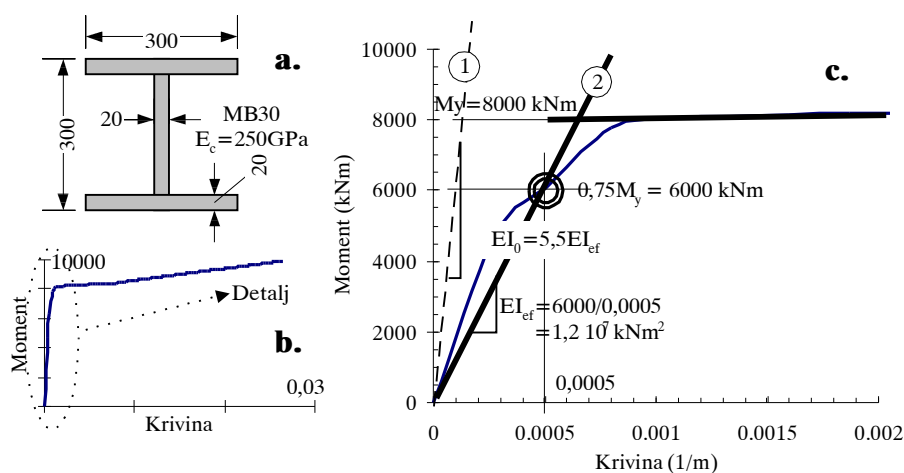 300
a.
300
20
MB30
E_c=250GPa
20
10000
Moment
Detalj
b.
0,03
Krivina
10000
8000
6000
4000
2000
0
Moment (kNm)
1
2
c.
My=8000 kNm
0,75M_y = 6000 kNm
EI_0=5,5EI_ef
EI_ef=6000/0,0005
=1,2 10^7 kNm^2
0,0005
0
0.0005
0.001
0.0015
0.002
Krivina (1/m)